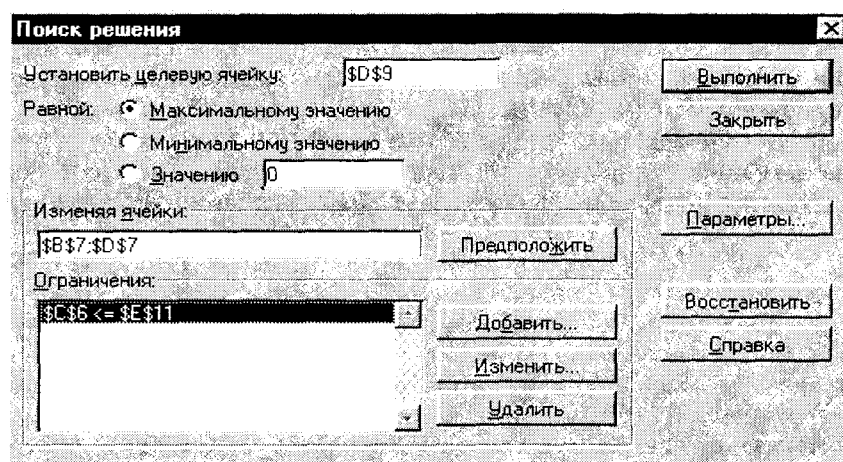 Поиск решения
Установить целевую ячейку: $D$9
Равной: Максимальному значению
Минимальному значению
Значению 0
Изменяя ячейки:
$B$7:$D$7
Предположить
Ограничения:
$C$6 <= $E$11
Добавить...
Изменить...
Удалить
Выполнить
Закрыть
Параметры...
Восстановить
Справка